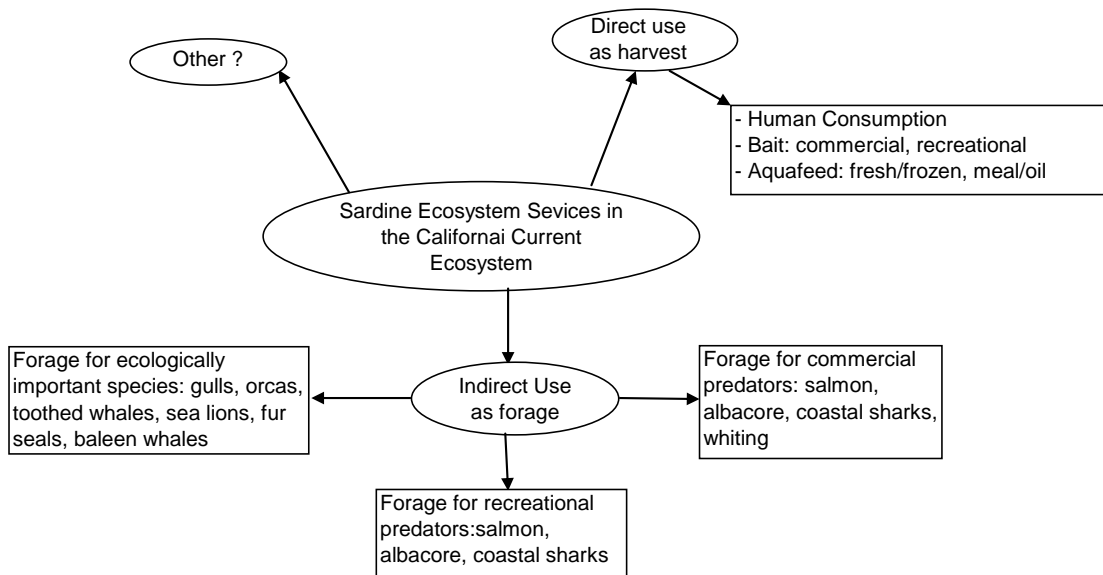 Other ?
Direct use
as harvest
- Human Consumption
- Bait: commercial, recreational
- Aquafeed: fresh/frozen, meal/oil
Sardine Ecosystem Sevices in
the Californai Current
Ecosystem
Forage for ecologically
important species: gulls, orcas,
toothed whales, sea lions, fur
seals, baleen whales
Indirect Use
as forage
Forage for commercial
predators: salmon,
albacore, coastal sharks,
whiting
Forage for recreational
predators:salmon,
albacore, coastal sharks